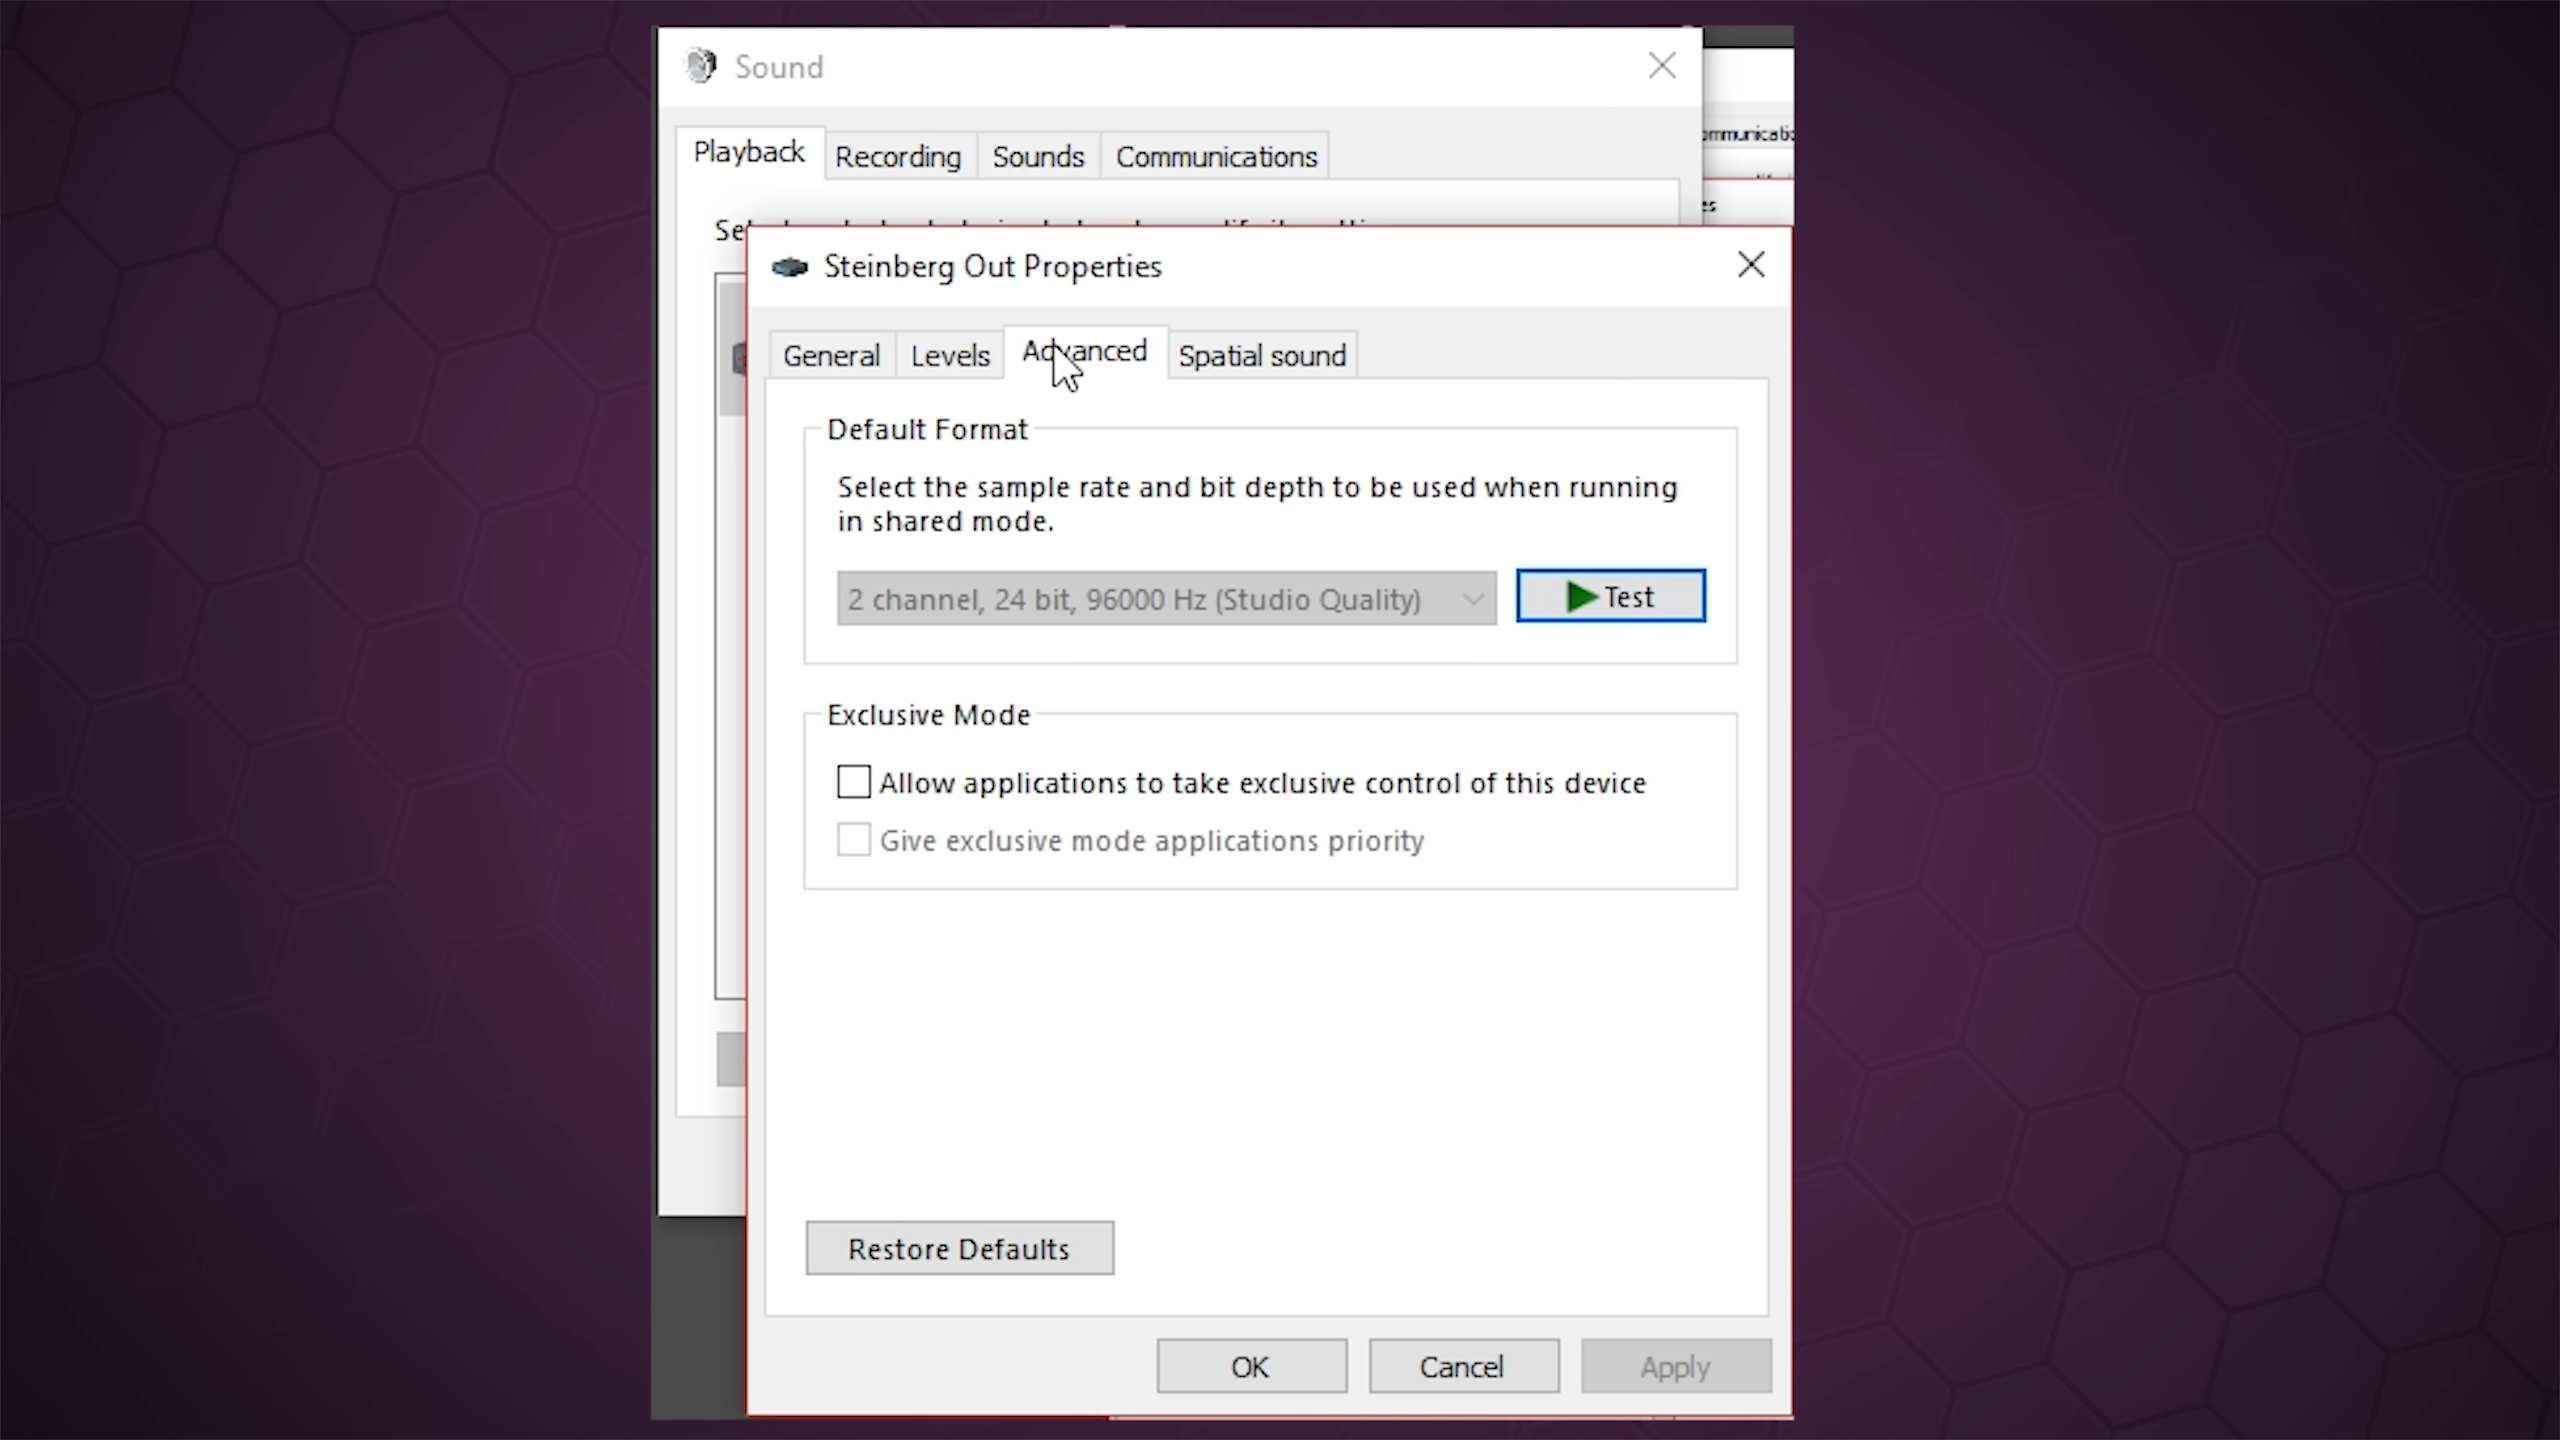 Sound
Playback
Recording
Sounds
Communications
Steinberg Out Properties
General
Levels
Advanced
Spatial sound
Default Format
Select the sample rate and bit depth to be used when running
in shared mode.
2 channel, 24 bit, 96000 Hz (Studio Quality)
Test
Exclusive Mode
Allow applications to take exclusive control of this device
Give exclusive mode applications priority
Restore Defaults
OK
Cancel
Apply